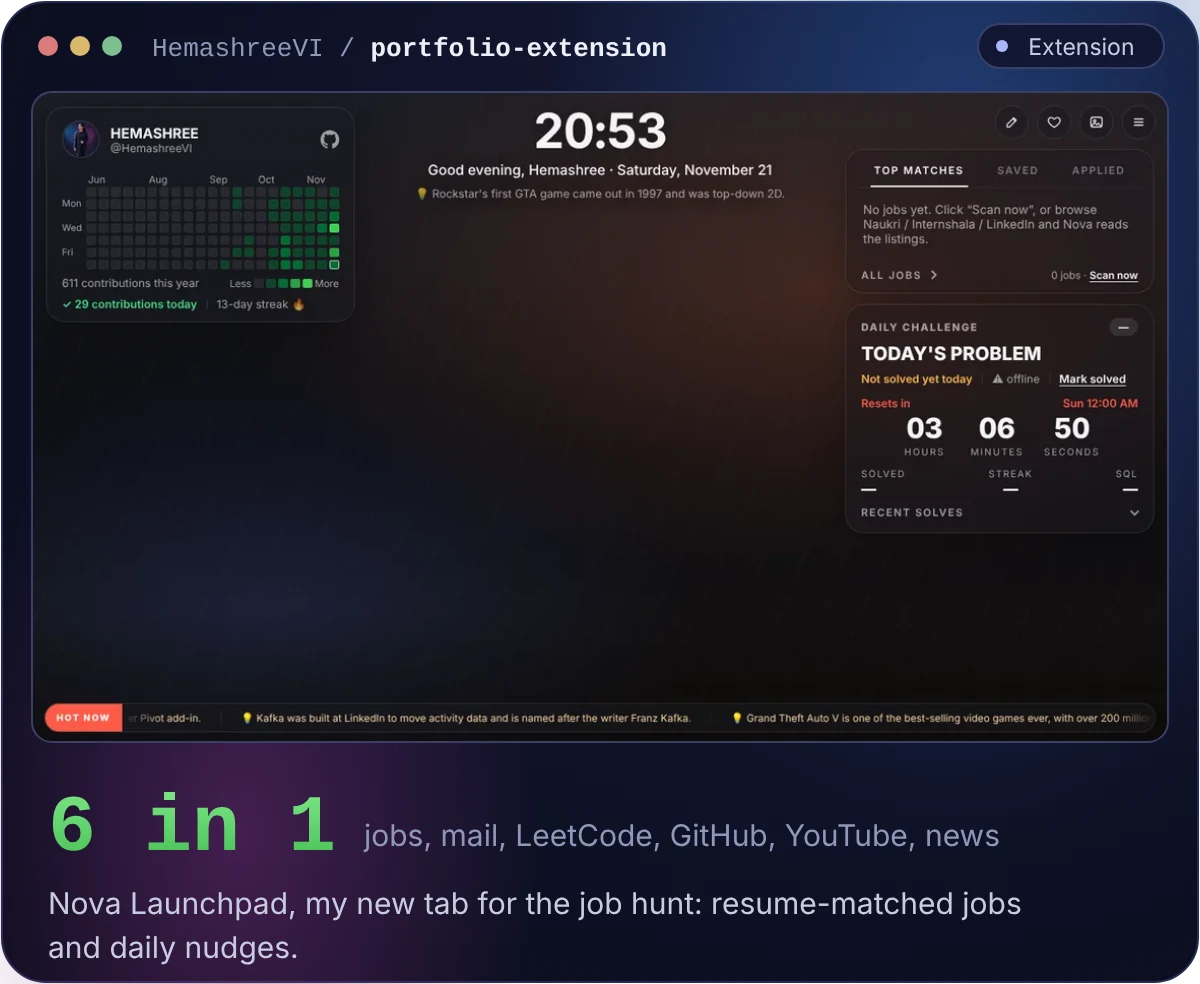 HemashreeVI / portfolio-extension
Extension
HEMASHREE
@HemashreeVI
Jun Aug Sep Oct Nov
Mon
Wed
Fri
611 contributions this year Less More
✓ 29 contributions today 13-day streak 🔥
20:53
Good evening, Hemashree · Saturday, November 21
💡 Rockstar's first GTA game came out in 1997 and was top-down 2D.
TOP MATCHES SAVED APPLIED
No jobs yet. Click “Scan now”, or browse
Naukri / Internshala / LinkedIn and Nova reads
the listings.
ALL JOBS 0 jobs · Scan now
DAILY CHALLENGE
TODAY'S PROBLEM
Not solved yet today ⚠ offline Mark solved
Resets in Sun 12:00 AM
03 06 50
HOURS MINUTES SECONDS
SOLVED STREAK SQL
— — —
RECENT SOLVES
HOT NOW er Pivot add-in. 💡 Kafka was built at LinkedIn to move activity data and is named after the writer Franz Kafka. 💡 Grand Theft Auto V is one of the best-selling video games ever, with over 200
6 in 1 jobs, mail, LeetCode, GitHub, YouTube, news
Nova Launchpad, my new tab for the job hunt: resume-matched jobs
and daily nudges.